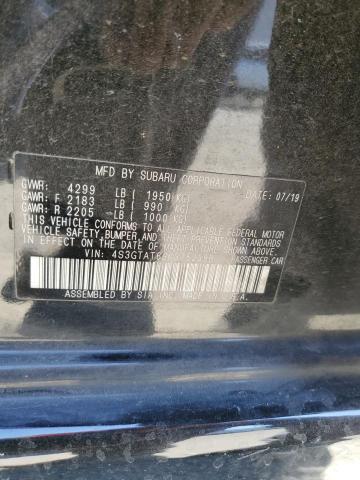 MFD BY SUBARU CORPORATION
GVWR: 4299 LB ( 1950 KG) DATE: 07/19
GAWR: F 2183 LB ( 990 KG)
GAWR: R 2205 LB ( 1000 KG)
THIS VEHICLE CONFORMS TO ALL APPLICABLE FEDERAL MOTOR
VEHICLE SAFETY, BUMPER, AND THEFT PREVENTION STANDARDS
IN EFFECT ON THE DATE OF MANUFACTURE SHOWN ABOVE.
VIN: 4S3GTAT6 PASSENGER CAR
ASSEMBLED BY SIA, INC. MADE IN U.S.A.